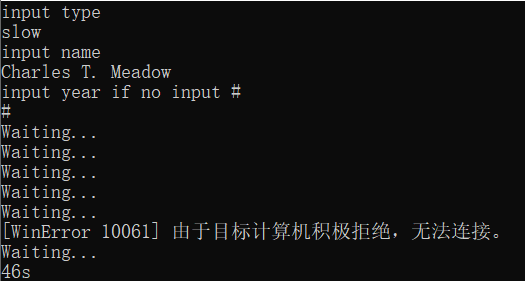 input type
slow
input name
Charles T. Meadow
input year if no input #
#
Waiting...
Waiting...
Waiting...
Waiting...
Waiting...
[WinError 10061] 由于目标计算机积极拒绝，无法连接。
Waiting...
46s